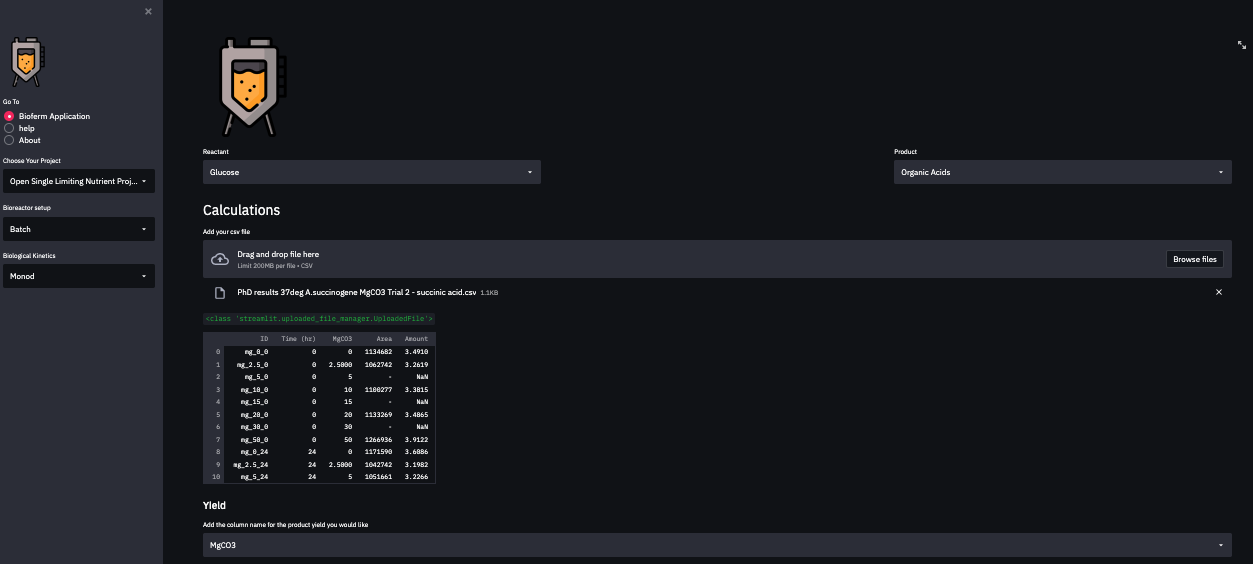 Go To
Bioferm Application
help
About
Choose Your Project
Open Single Limiting Nutrient Proj...
Bioreactor setup
Batch
Biological Kinetics
Monod
Reactant
Product
Glucose
Organic Acids
Calculations
Add your csv file
Drag and drop file here
Limit 200MB per file • CSV
Browse files
PhD results 37deg A.succinogene MgCO3 Trial 2 - succinic acid.csv 1.1KB
<class 'streamlit.uploaded_file_manager.UploadedFile'>
ID Time (hr) MgCO3 Area Amount
0 mg_0_0 0 0 1134682 3.4910
1 mg_2.5_0 0 2.5000 1062742 3.2619
2 mg_5_0 0 5 - NaN
3 mg_10_0 0 10 1100277 3.3815
4 mg_15_0 0 15 - NaN
5 mg_20_0 0 20 1133269 3.4865
6 mg_30_0 0 30 - NaN
7 mg_50_0 0 50 1266936 3.9122
8 mg_0_24 24 0 1171590 3.6086
9 mg_2.5_24 24 2.5000 1042742 3.1982
10 mg_5_24 24 5 1051661 3.2266
Yield
Add the column name for the product yield you would like
MgCO3